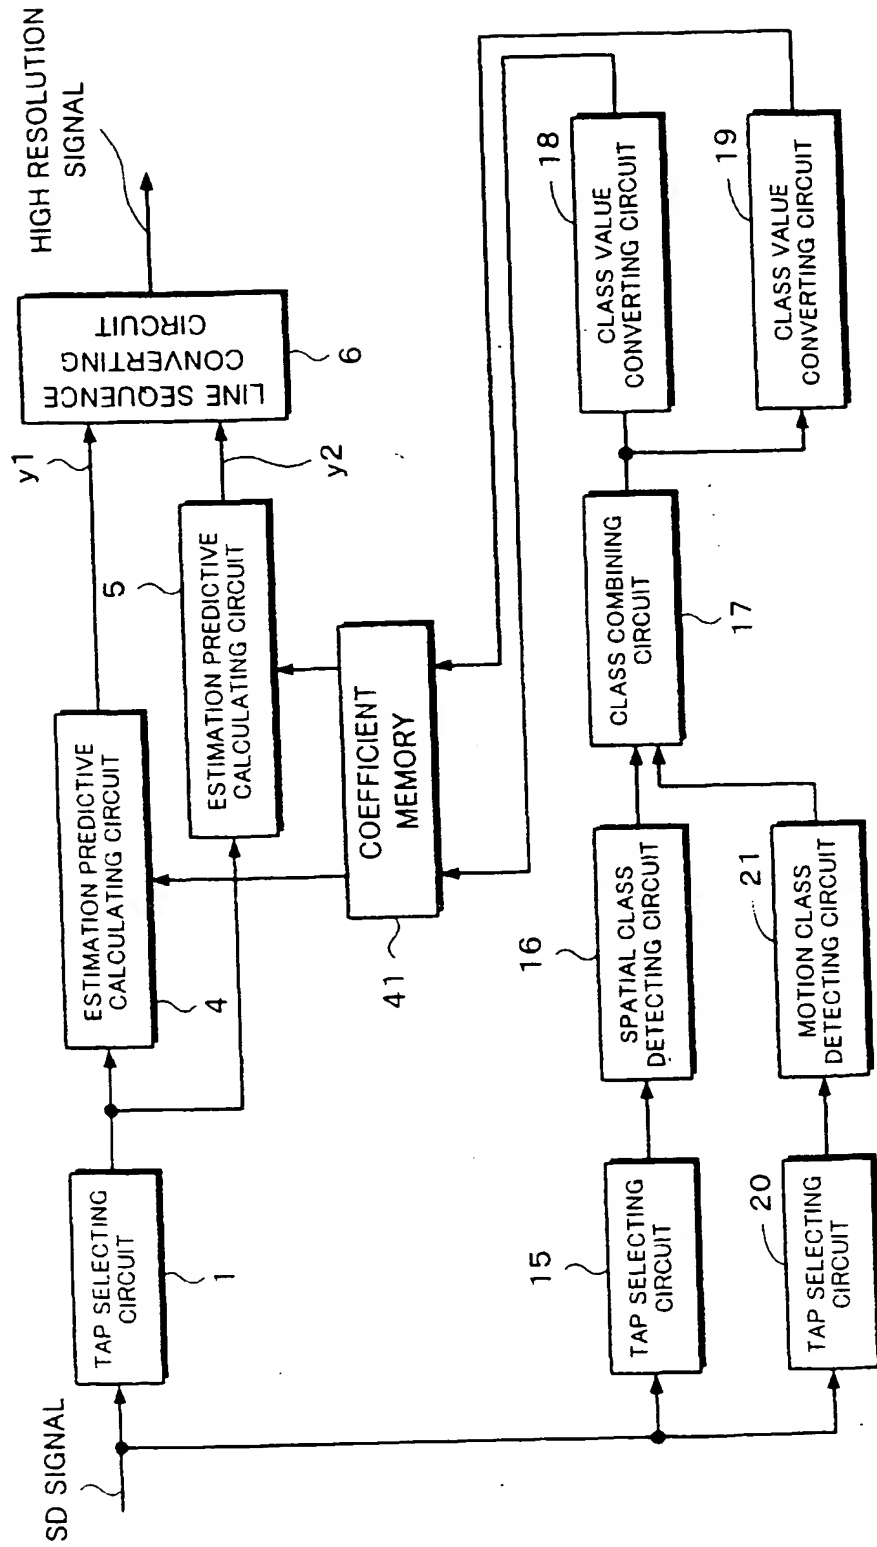 SD SIGNAL
TAP SELECTING
CIRCUIT
1
ESTIMATION PREDICTIVE
CALCULATING CIRCUIT
4
ESTIMATION PREDICTIVE
CALCULATING CIRCUIT
5
y1
y2
LINE SEQUENCE
CONVERTING
CIRCUIT
6
HIGH RESOLUTION
SIGNAL
COEFFICIENT
MEMORY
41
TAP SELECTING
CIRCUIT
15
SPATIAL CLASS
DETECTING CIRCUIT
16
CLASS COMBINING
CIRCUIT
17
CLASS VALUE
CONVERTING CIRCUIT
18
CLASS VALUE
CONVERTING CIRCUIT
19
TAP SELECTING
CIRCUIT
20
MOTION CLASS
DETECTING CIRCUIT
21